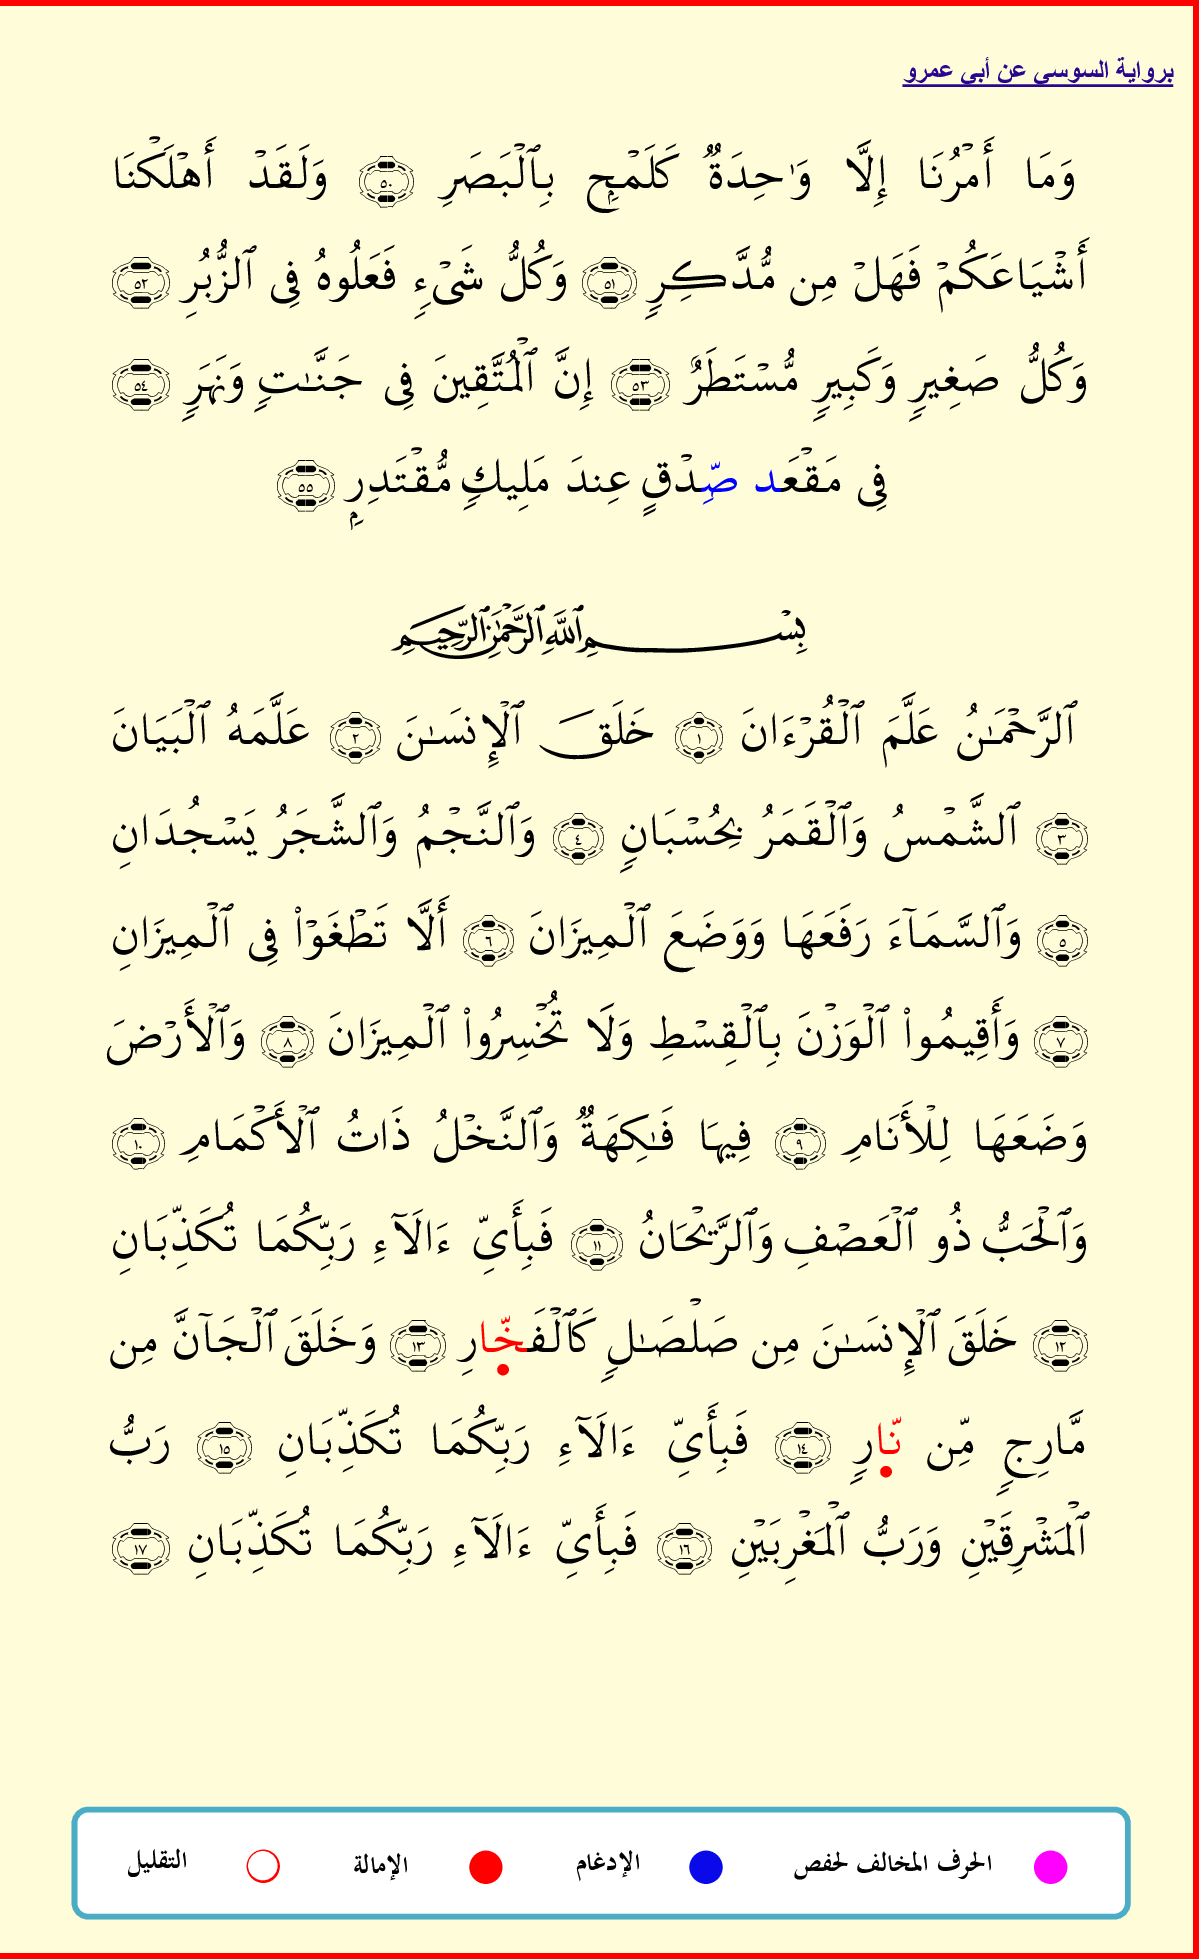 برواية السوسي عن أبي عمرو
وَمَا أَمۡرُنَا إِلَّا وَٰحِدَةٞ كَلَمۡحِۭ بِٱلۡبَصَرِ ٥٠ وَلَقَدۡ أَهۡلَكۡنَا
أَشۡيَاعَكُمۡ فَهَلۡ مِن مُّدَّكِرٖ ٥١ وَكُلُّ شَيۡءٖ فَعَلُوهُ فِي ٱلزُّبُرِ ٥٢
وَكُلُّ صَغِيرٖ وَكَبِيرٖ مُّسۡتَطَرٌ ٥٣ إِنَّ ٱلۡمُتَّقِينَ فِي جَنَّٰتٖ وَنَهَرٖ ٥٤
فِي مَقۡعَد صِّدۡقٍ عِندَ مَلِيكٖ مُّقۡتَدِرِۭ ٥٥
بِسۡمِ ٱللَّهِ ٱلرَّحۡمَٰنِ ٱلرَّحِيمِ
ٱلرَّحۡمَٰنُ عَلَّمَ ٱلۡقُرۡءَانَ ١ خَلَقَ ٱلۡإِنسَٰنَ ٢ عَلَّمَهُ ٱلۡبَيَانَ
٣ ٱلشَّمۡسُ وَٱلۡقَمَرُ بِحُسۡبَانٖ ٤ وَٱلنَّجۡمُ وَٱلشَّجَرُ يَسۡجُدَانِ
٥ وَٱلسَّمَآءَ رَفَعَهَا وَوَضَعَ ٱلۡمِيزَانَ ٦ أَلَّا تَطۡغَوۡاْ فِي ٱلۡمِيزَانِ
٧ وَأَقِيمُواْ ٱلۡوَزۡنَ بِٱلۡقِسۡطِ وَلَا تُخۡسِرُواْ ٱلۡمِيزَانَ ٨ وَٱلۡأَرۡضَ
وَضَعَهَا لِلۡأَنَامِ ٩ فِيهَا فَٰكِهَةٞ وَٱلنَّخۡلُ ذَاتُ ٱلۡأَكۡمَامِ ١٠
وَٱلۡحَبُّ ذُو ٱلۡعَصۡفِ وَٱلرَّيۡحَانُ ١١ فَبِأَيِّ ءَالَآءِ رَبِّكُمَا تُكَذِّبَانِ
١٢ خَلَقَ ٱلۡإِنسَٰنَ مِن صَلۡصَٰلٖ كَٱلۡفَخّارِ ١٣ وَخَلَقَ ٱلۡجَآنَّ مِن
مَّارِجٖ مِّن نّارٖ ١٤ فَبِأَيِّ ءَالَآءِ رَبِّكُمَا تُكَذِّبَانِ ١٥ رَبُّ
ٱلۡمَشۡرِقَيۡنِ وَرَبُّ ٱلۡمَغۡرِبَيۡنِ ١٦ فَبِأَيِّ ءَالَآءِ رَبِّكُمَا تُكَذِّبَانِ ١٧
الحرف المخالف لحفص الإدغام الإمالة التقليل